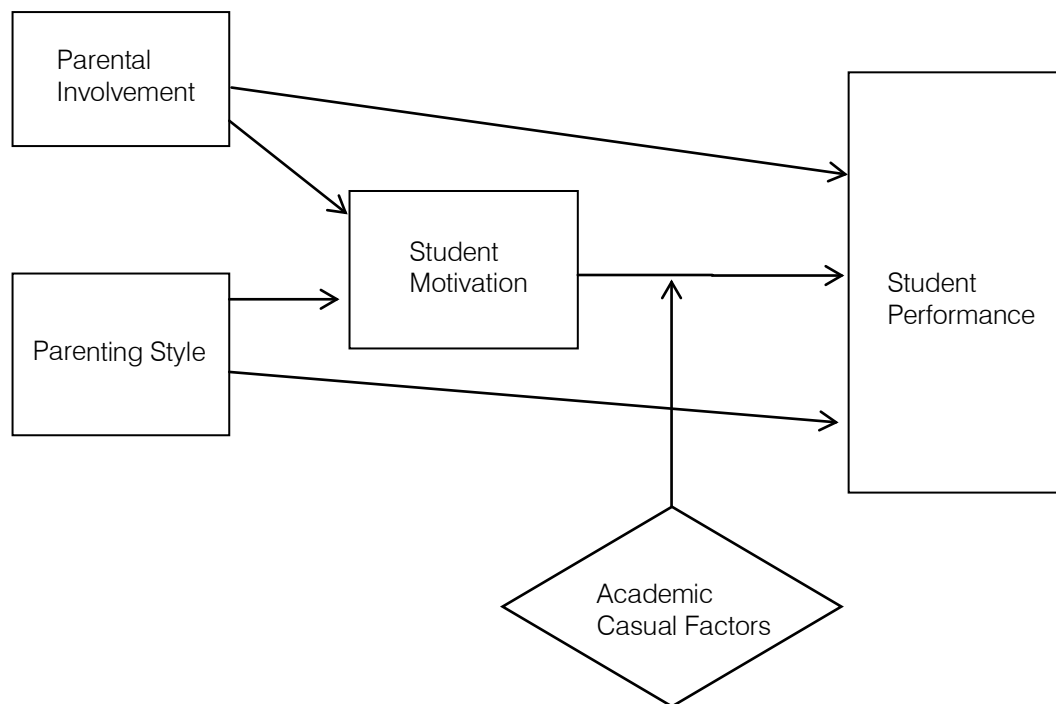 Parental
Involvement
Student
Motivation
Student
Performance
Parenting Style
Academic
Casual Factors